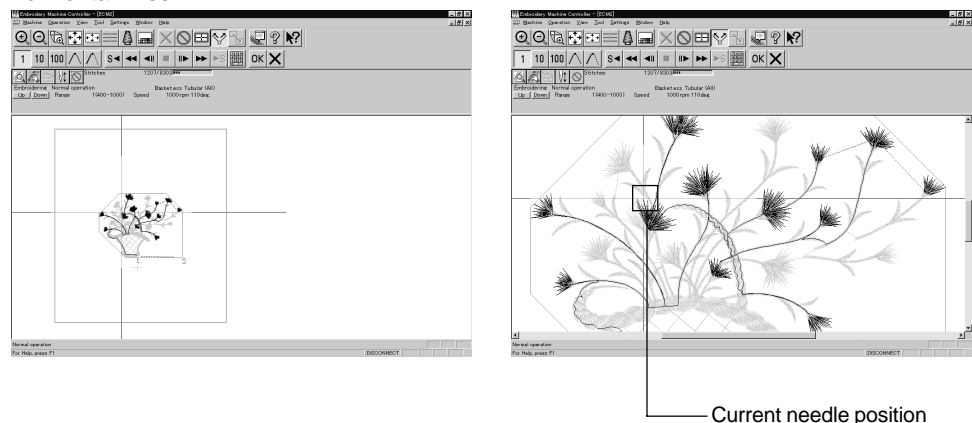 Embroidery Machine Controller - [ECM2]
Machine Operation View Tool Settings Window Help
1 10 100 S OK
Stitches 1207/8303
Embroidering Normal operation Basket.ecs Tubular (All)
Up Down Range 1(400-1000) Speed 1000rpm 110deg.
E S
Normal operation
For Help, press F1 DISCONNECT
Embroidery Machine Controller - [ECM2]
Machine Operation View Tool Settings Window Help
1 10 100 S OK
Stitches 1207/8303
Embroidering Normal operation Basket.ecs Tubular (All)
Up Down Range 1(400-1000) Speed 1000rpm 110deg.
Normal operation
For Help, press F1 DISCONNECT
Current needle position